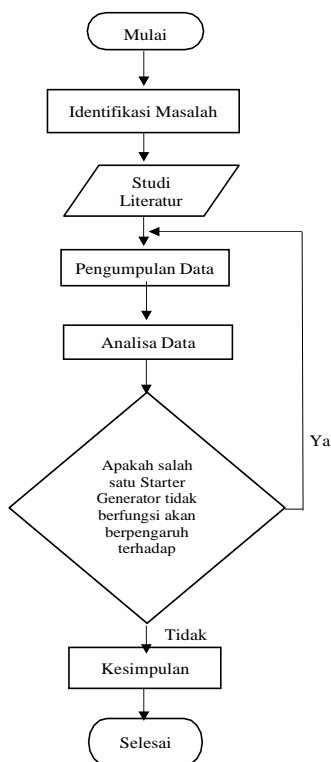 Mulai
Identifikasi Masalah
Studi
Literatur
Pengumpulan Data
Analisa Data
Apakah salah
satu Starter
Generator tidak
berfungsi akan
berpengaruh
terhadap
Ya
Tidak
Kesimpulan
Selesai